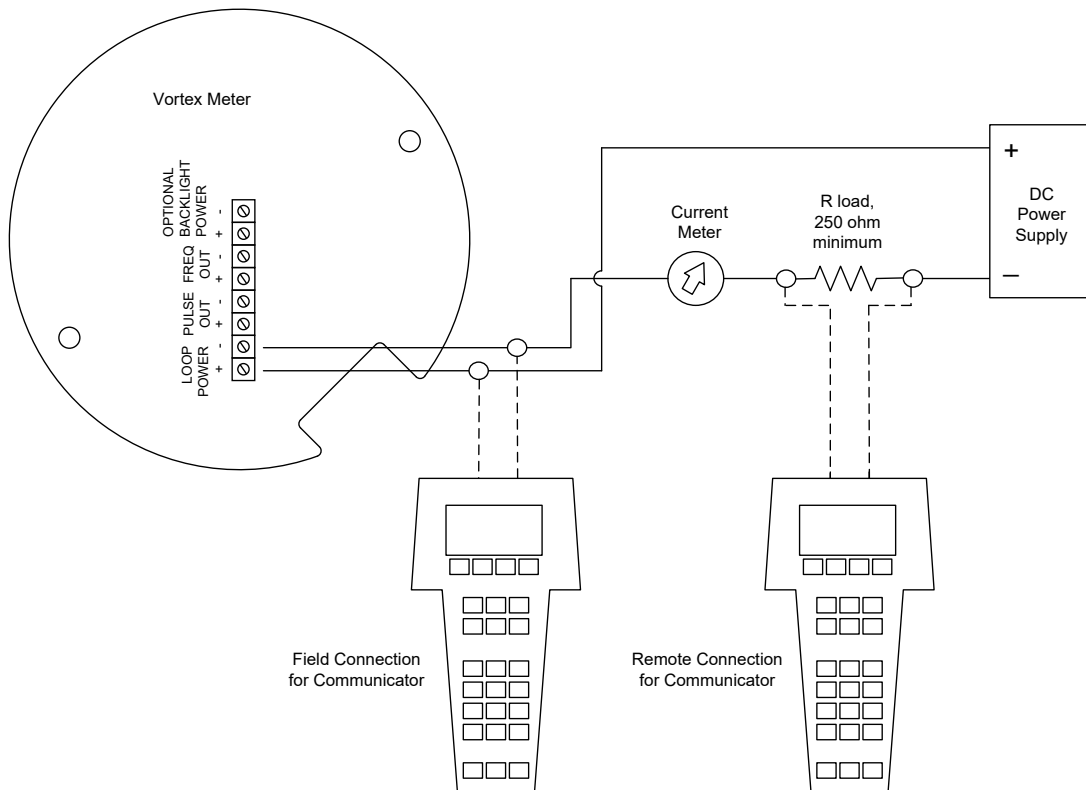 Vortex Meter
OPTIONAL
BACKLIGHT
POWER
-
+
FREQ
OUT
-
+
PULSE
OUT
-
+
LOOP
POWER
-
+
Current
Meter
R load,
250 ohm
minimum
+
DC
Power
Supply
–
Field Connection
for Communicator
Remote Connection
for Communicator